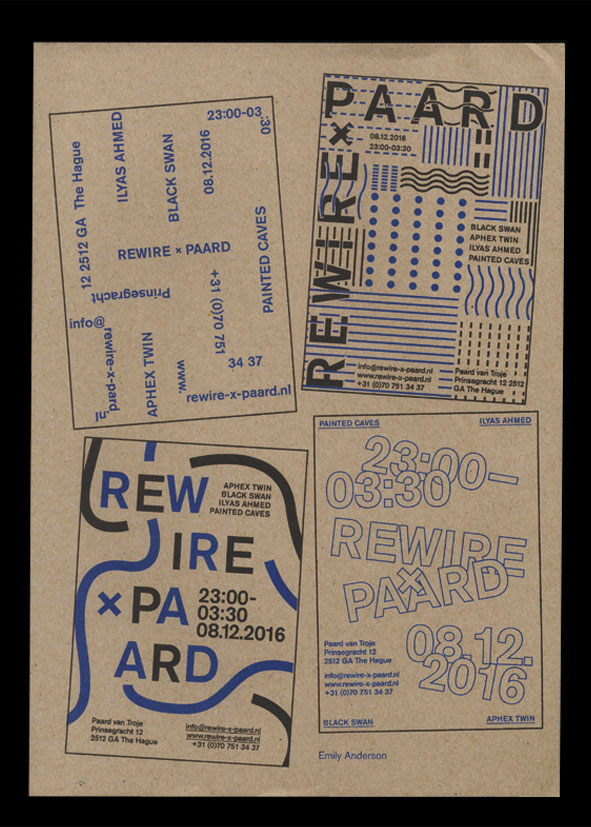 23:00-03
:30
ILYAS AHMED
BLACK SWAN
08.12.2016
12 2512 GA The Hague
REWIRE × PAARD
PAINTED CAVES
Prinsegracht
+31 (0)70 751
34 37
info@
rewire-x-pard
.nl
APHEX TWIN
www.
rewire-x-paard.nl
PAARD
REWIRE×
08.12.2016
23:00-03:30
BLACK SWAN
APHEX TWIN
ILYAS AHMED
PAINTED CAVES
info@rewire-x-paard.nl
www.rewire-x-paard.nl
+31 (0)70 751 34 37
Paard van Troje
Prinsegracht 12 2512
GA The Hague
REW
IRE
×PA
ARD
APHEX TWIN
BLACK SWAN
ILYAS AHMED
PAINTED CAVES
23:00-
03:30
08.12.2016
Paard van Troje
Prinsegracht 12
2512 GA The Hague
info@rewire-x-paard.nl
www.rewire-x-paard.nl
+31 (0)70 751 34 37
PAINTED CAVES
ILYAS AHMED
23:00–
03:30
REWIRE
×
PAARD
08.12.
2016
Paard van Troje
Prinsegracht 12
2512 GA The Hague
info@rewire-x-paard.nl
www.rewire-x-paard.nl
+31 (0)70 751 34 37
BLACK SWAN
APHEX TWIN
Emily Anderson